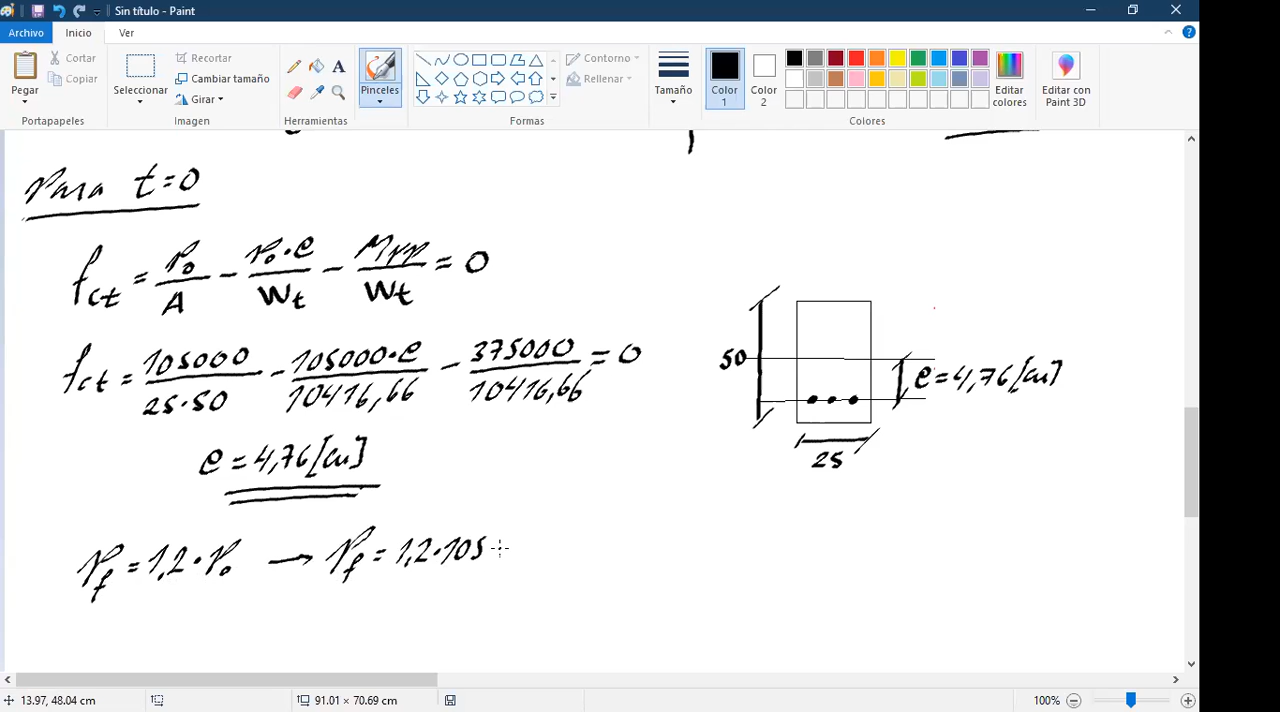 Sin título - Paint
Archivo Inicio Ver
Pegar
Cortar
Copiar
Portapapeles
Seleccionar
Recortar
Cambiar tamaño
Girar
Imagen
A
Herramientas
Pinceles
Contorno
Rellenar
Formas
Tamaño
Color 1
Color 2
Editar colores
Colores
Editar con Paint 3D
Para t=0
fct = Po/A - Po·e/Wt - Mpp/Wt = 0
fct = 105000/25·50 - 105000·e/10416,66 - 375000/10416,66 = 0
e = 4,76 [cm]
Pf = 1,2·Po → Pf = 1,2·105
50
e = 4,76 [cm]
25
13.97, 48.04 cm
91.01 × 70.69 cm
100%